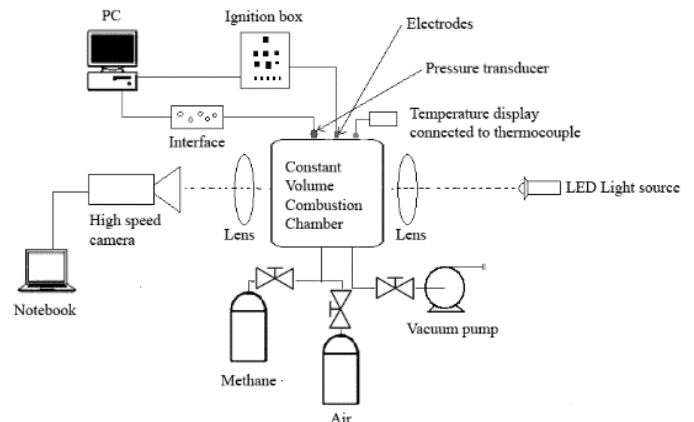 PC
Ignition box
Electrodes
Pressure transducer
Temperature display
connected to thermocouple
Interface
Constant
Volume
Combustion
Chamber
LED Light source
High speed
camera
Lens
Lens
Notebook
Vacuum pump
Methane
Air